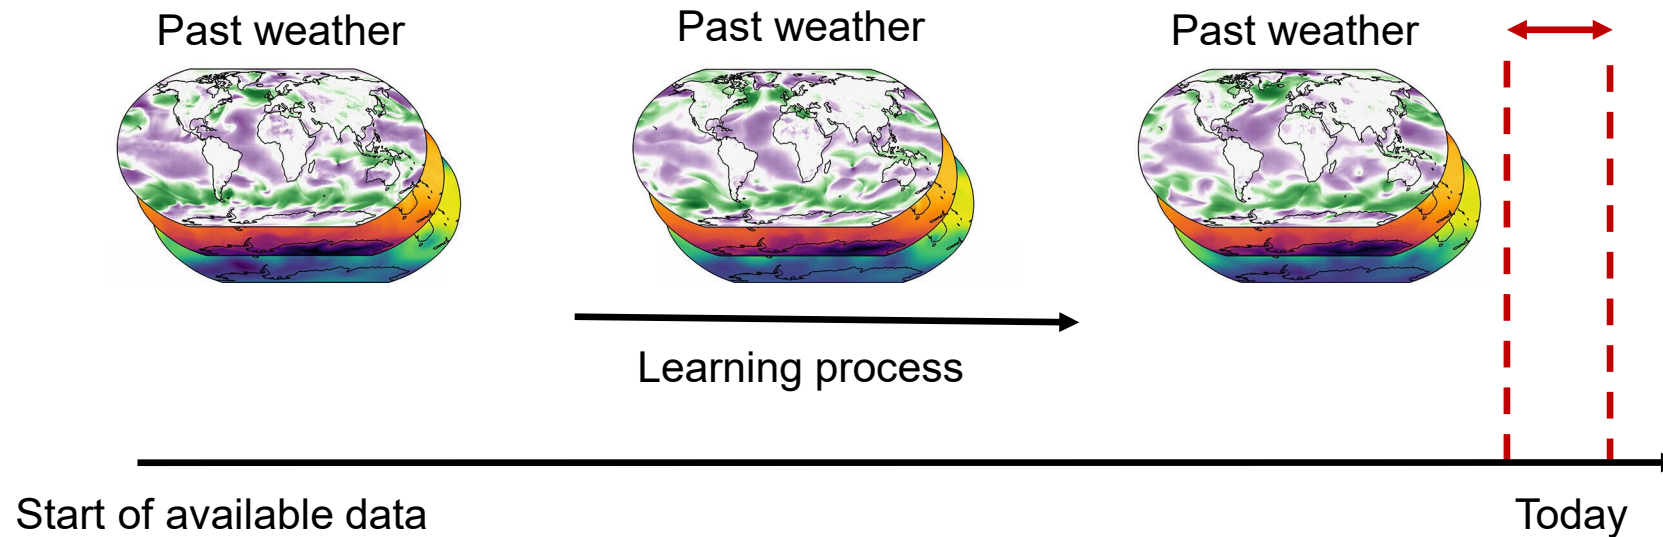 Past weather
Past weather
Past weather
Learning process
Start of available data
Today